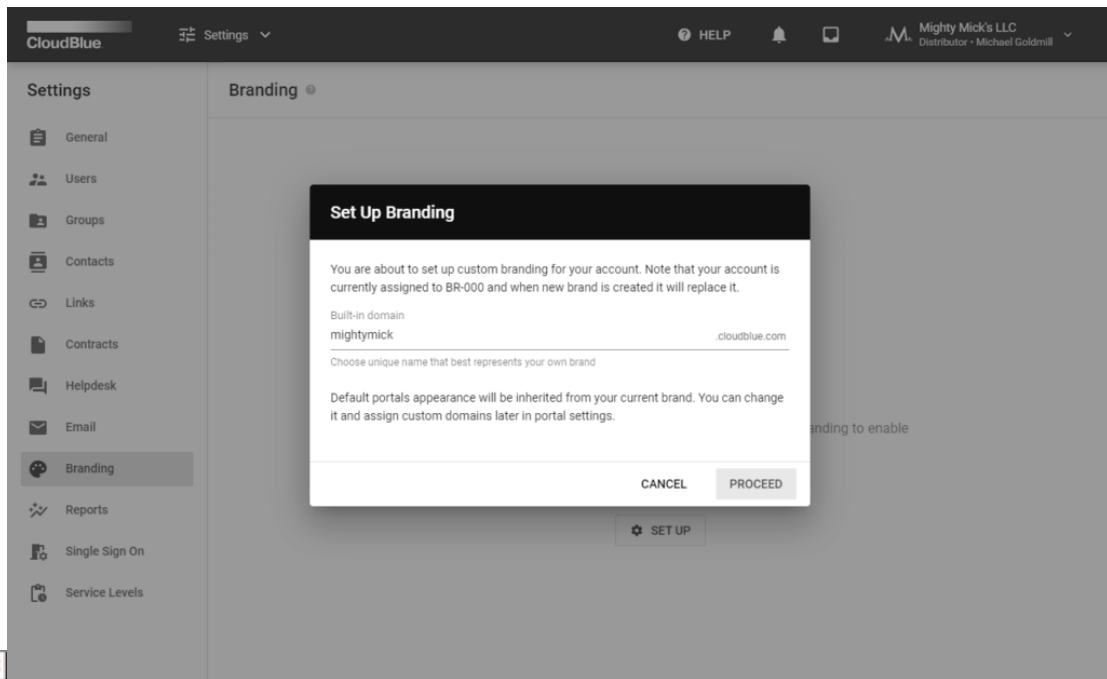 CloudBlue
Settings
HELP
Mighty Mick's LLC
Distributor • Michael Goldmill
Settings
Branding
General
Users
Groups
Contacts
Links
Contracts
Helpdesk
Email
Branding
Reports
Single Sign On
Service Levels
Set Up Branding
You are about to set up custom branding for your account. Note that your account is
currently assigned to BR-000 and when new brand is created it will replace it.
Built-in domain
mightymick .cloudblue.com
Choose unique name that best represents your own brand
Default portals appearance will be inherited from your current brand. You can change
it and assign custom domains later in portal settings.
CANCEL PROCEED
to enable
SET UP